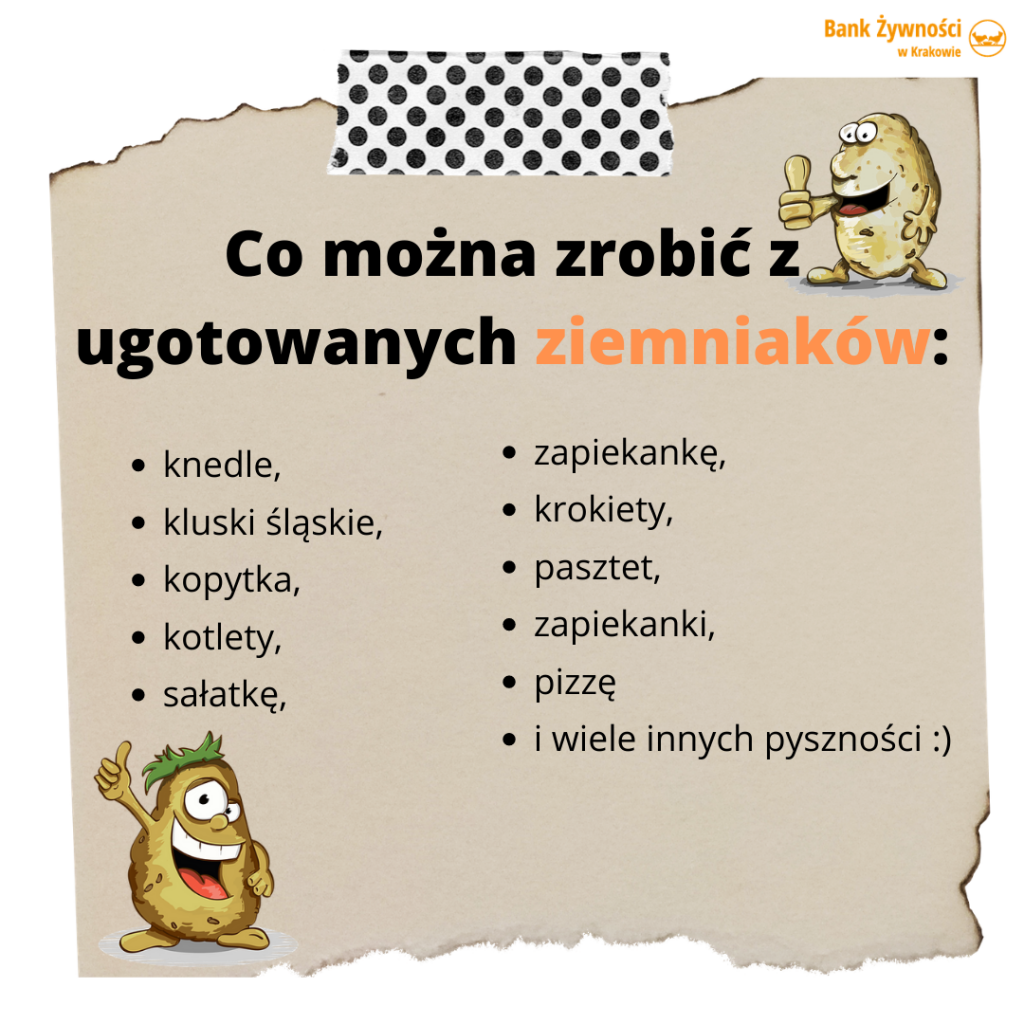 Bank Żywności
w Krakowie
Co można zrobić z
ugotowanych ziemniaków:
• knedle,
• kluski śląskie,
• kopytka,
• kotlety,
• sałatkę,
• zapiekankę,
• krokiety,
• pasztet,
• zapiekanki,
• pizzę
• i wiele innych pyszności :)